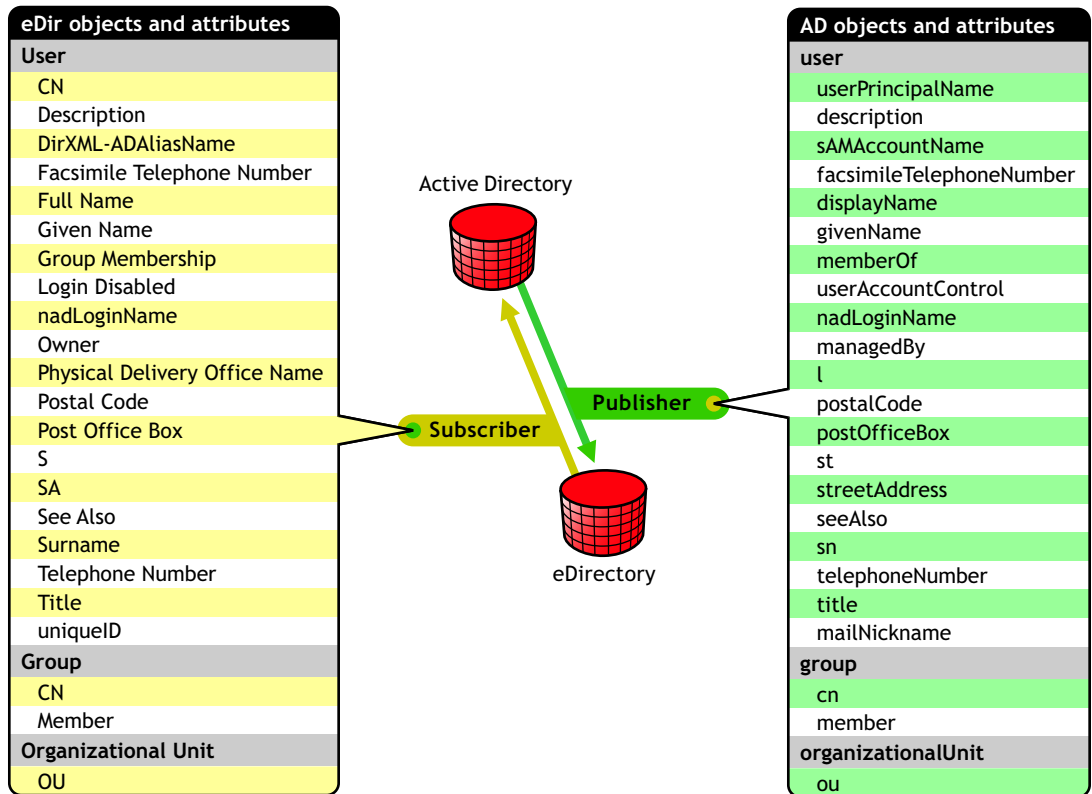 eDir objects and attributes
User
CN
Description
DirXML-ADAliasName
Facsimile Telephone Number
Full Name
Given Name
Group Membership
Login Disabled
nadLoginName
Owner
Physical Delivery Office Name
Postal Code
Post Office Box
S
SA
See Also
Surname
Telephone Number
Title
uniqueID
Group
CN
Member
Organizational Unit
OU
Active Directory
Publisher
Subscriber
eDirectory
AD objects and attributes
user
userPrincipalName
description
sAMAccountName
facsimileTelephoneNumber
displayName
givenName
memberOf
userAccountControl
nadLoginName
managedBy
l
postalCode
postOfficeBox
st
streetAddress
seeAlso
sn
telephoneNumber
title
mailNickname
group
cn
member
organizationalUnit
ou